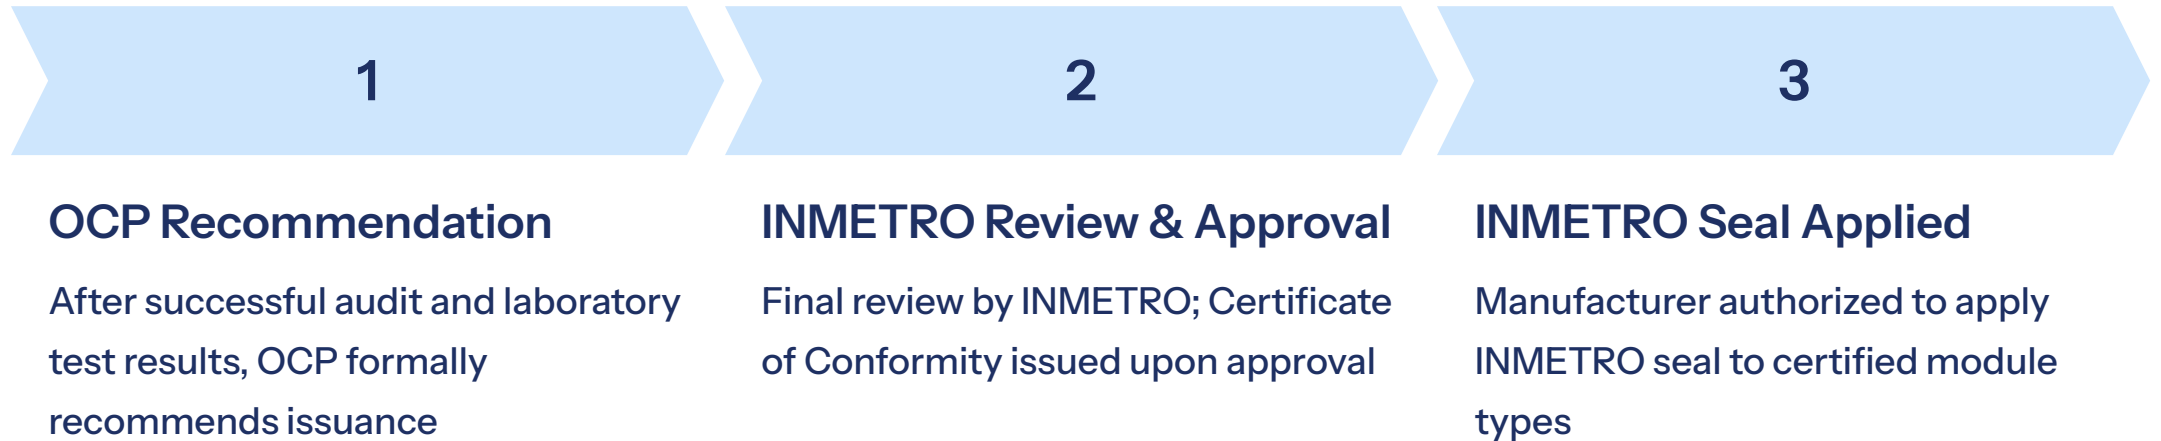 1
OCP Recommendation
After successful audit and laboratory
test results, OCP formally
recommends issuance
2
INMETRO Review & Approval
Final review by INMETRO; Certificate
of Conformity issued upon approval
3
INMETRO Seal Applied
Manufacturer authorized to apply
INMETRO seal to certified module
types